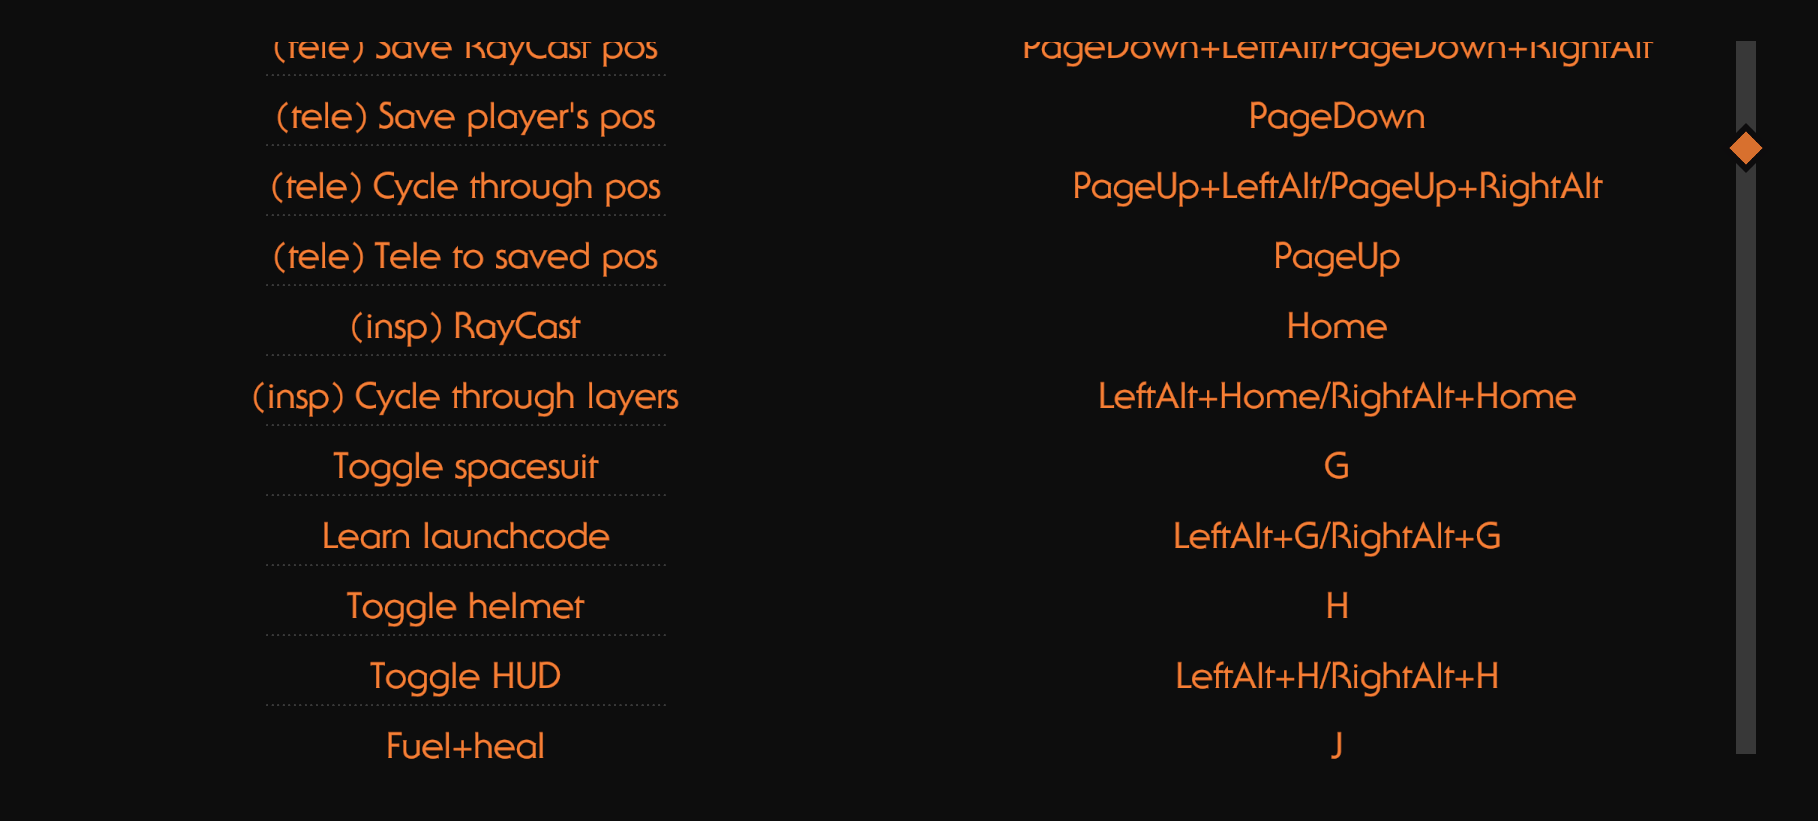 (tele) Save RayCast pos PageDown+LeftAlt/PageDown+RightAlt
(tele) Save player's pos PageDown
(tele) Cycle through pos PageUp+LeftAlt/PageUp+RightAlt
(tele) Tele to saved pos PageUp
(insp) RayCast Home
(insp) Cycle through layers LeftAlt+Home/RightAlt+Home
Toggle spacesuit G
Learn launchcode LeftAlt+G/RightAlt+G
Toggle helmet H
Toggle HUD LeftAlt+H/RightAlt+H
Fuel+heal J